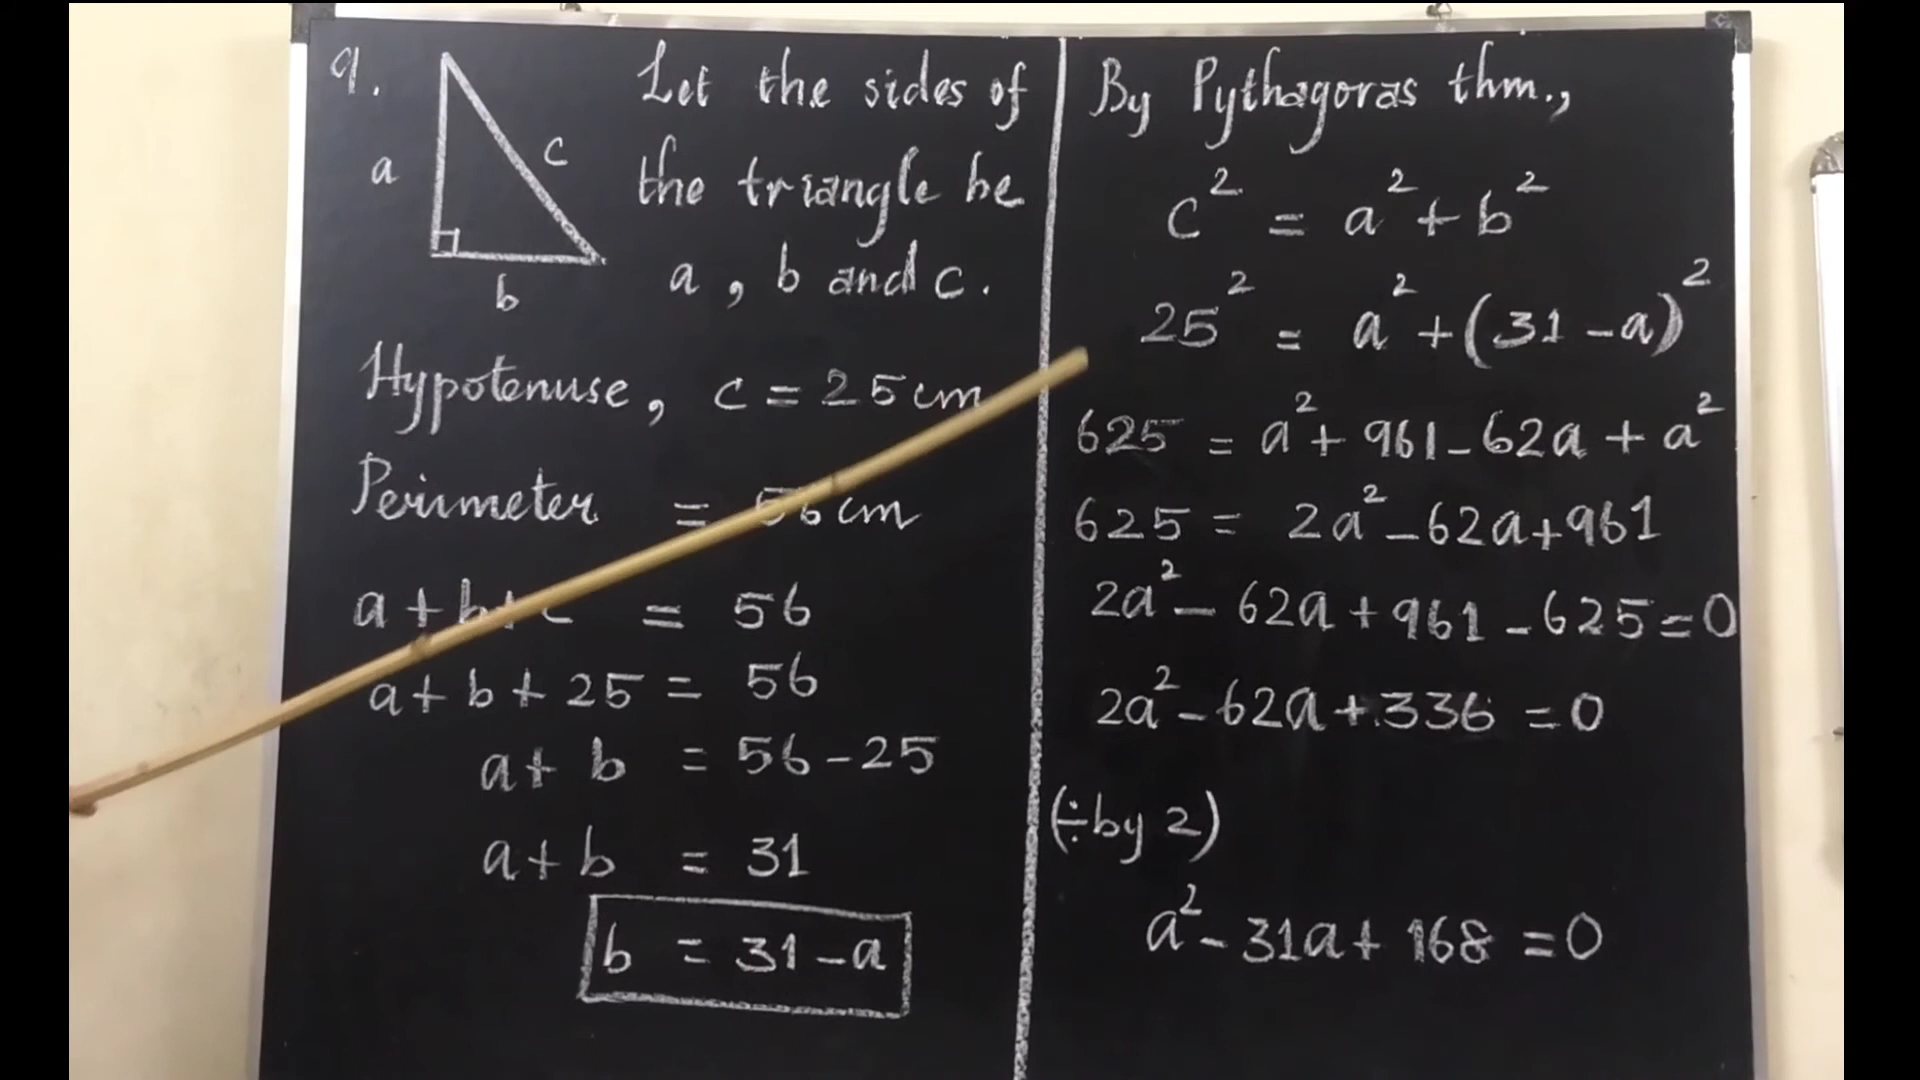 9.
a
c
b
Let the sides of
the triangle be
a, b and c.
Hypotenuse, c = 25 cm
Perimeter = 56 cm
a + b + c = 56
a + b + 25 = 56
a + b = 56 - 25
a + b = 31
b = 31 - a
By Pythagoras thm.,
c² = a² + b²
25² = a² + (31 - a)²
625 = a² + 961 - 62a + a²
625 = 2a² - 62a + 961
2a² - 62a + 961 - 625 = 0
2a² - 62a + 336 = 0
(÷ by 2)
a² - 31a + 168 = 0